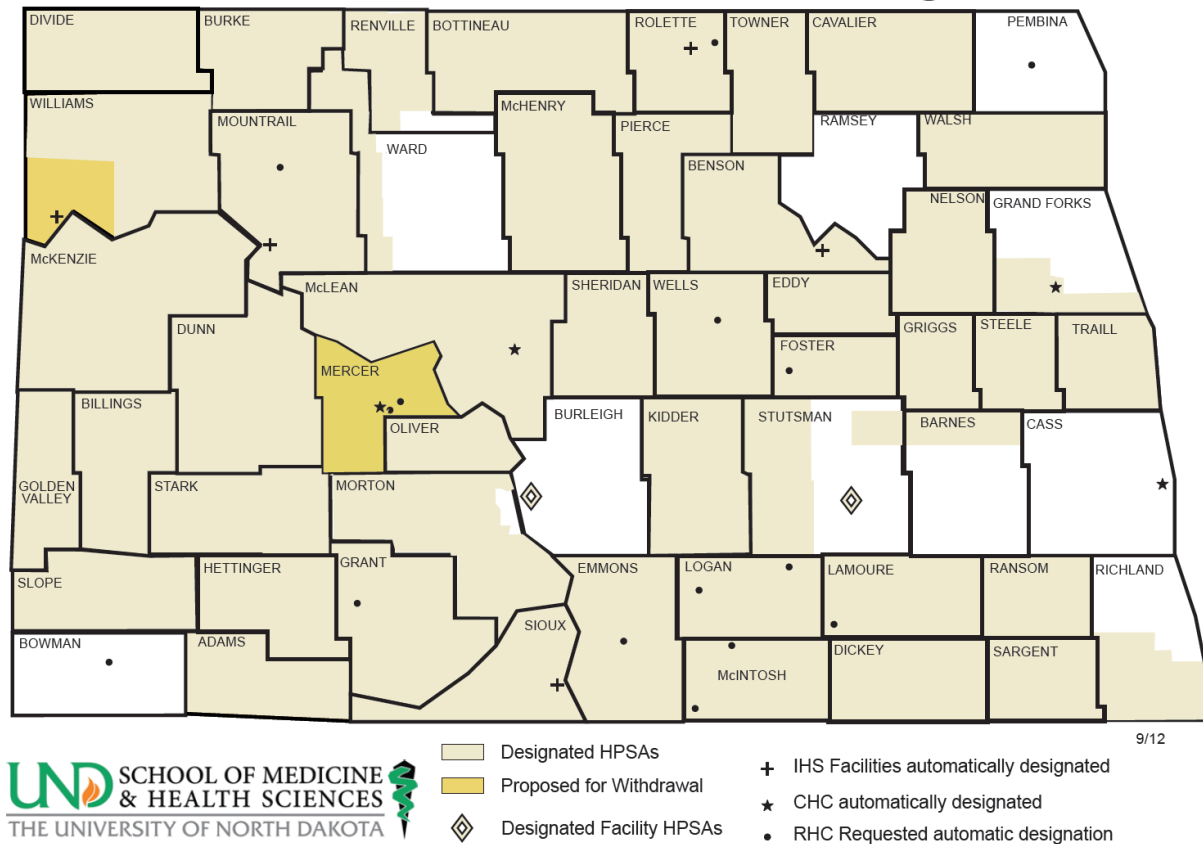 DIVIDE
BURKE
RENVILLE
BOTTINEAU
ROLETTE
TOWNER
CAVALIER
PEMBINA
WILLIAMS
MOUNTRAIL
WARD
McHENRY
PIERCE
BENSON
RAMSEY
WALSH
NELSON
GRAND FORKS
McKENZIE
DUNN
McLEAN
SHERIDAN
WELLS
EDDY
FOSTER
GRIGGS
STEELE
TRAILL
MERCER
OLIVER
BILLINGS
GOLDEN
VALLEY
STARK
MORTON
BURLEIGH
KIDDER
STUTSMAN
BARNES
CASS
SLOPE
HETTINGER
GRANT
SIOUX
EMMONS
LOGAN
LAMOURE
RANSOM
RICHLAND
BOWMAN
ADAMS
McINTOSH
DICKEY
SARGENT
9/12
UND SCHOOL OF MEDICINE
& HEALTH SCIENCES
THE UNIVERSITY OF NORTH DAKOTA
Designated HPSAs
Proposed for Withdrawal
Designated Facility HPSAs
IHS Facilities automatically designated
CHC automatically designated
RHC Requested automatic designation